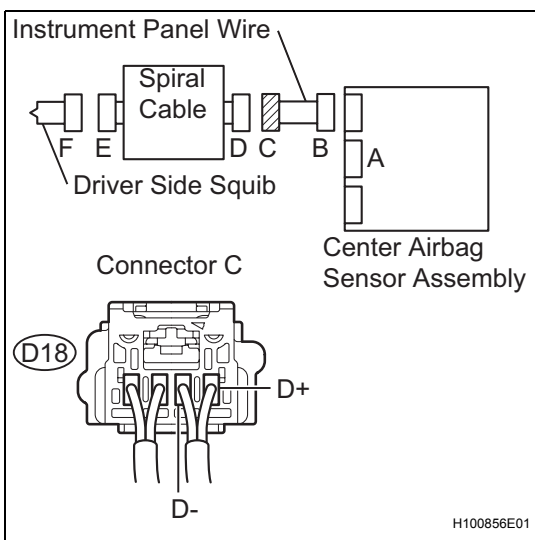 Instrument Panel Wire
Spiral
Cable
F E D C B A
Driver Side Squib
Center Airbag
Sensor Assembly
Connector C
D18
D+
D-
H100856E01